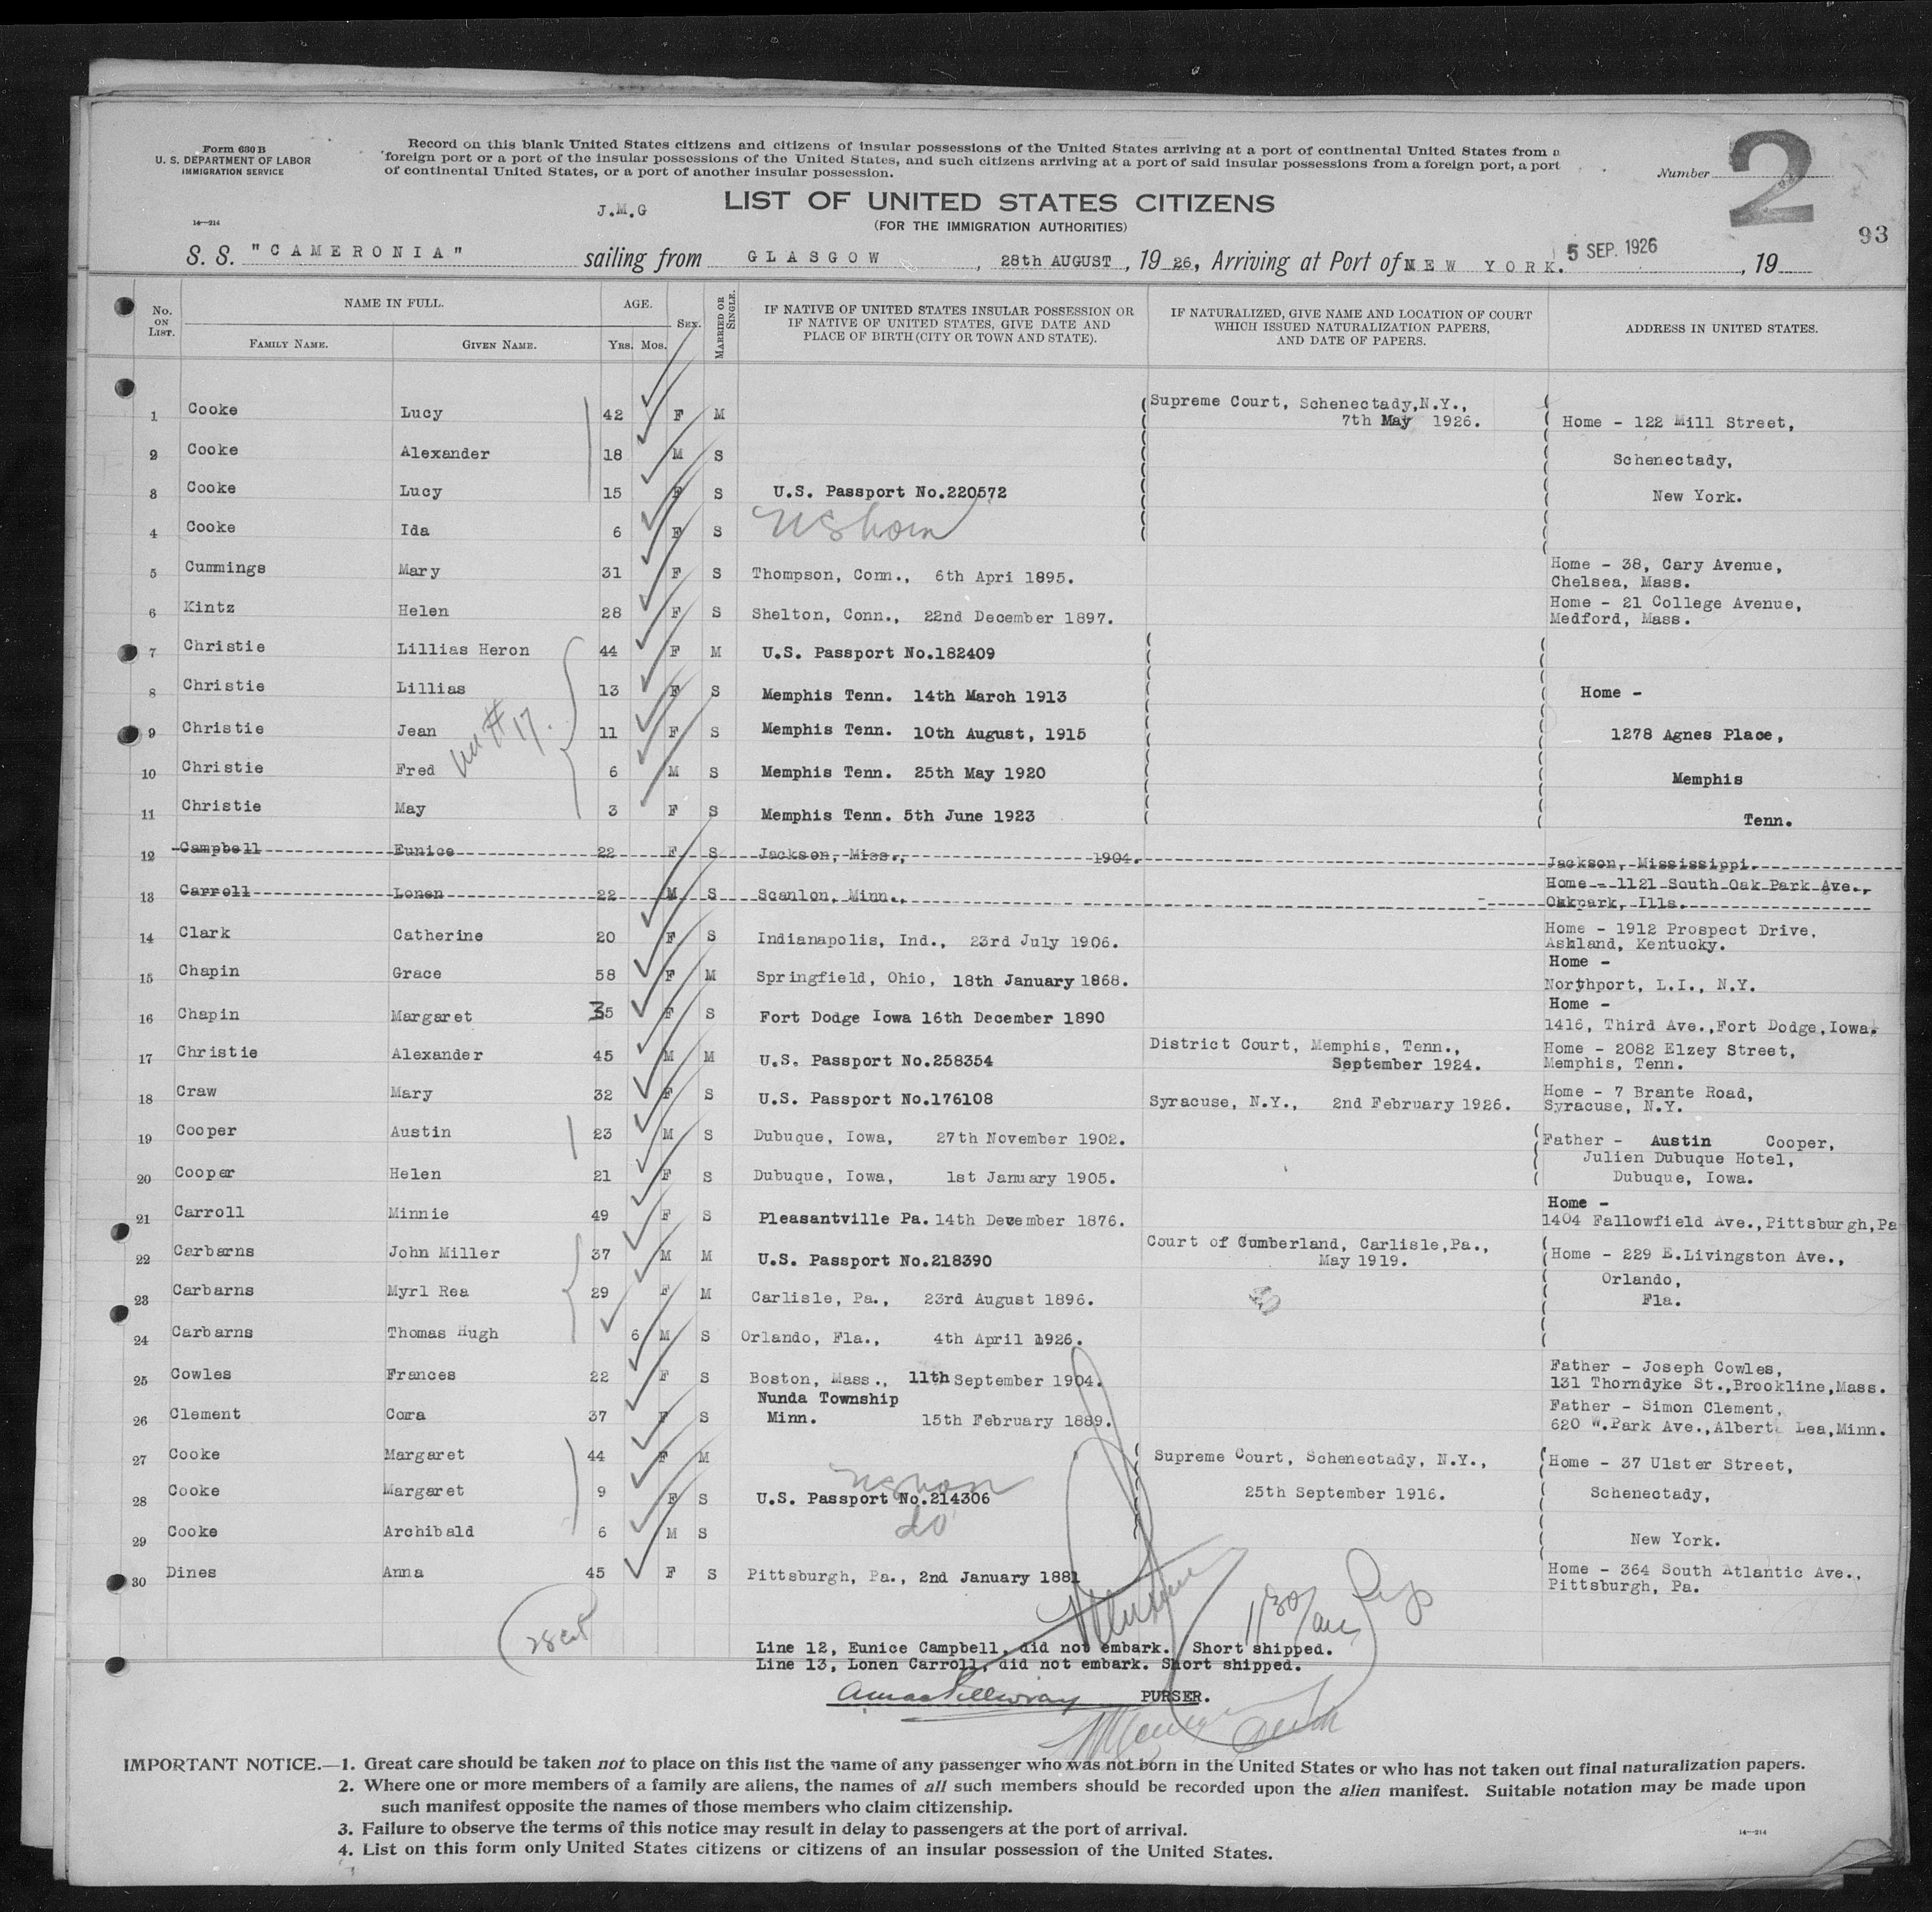 Form 630 B
U. S. DEPARTMENT OF LABOR
IMMIGRATION SERVICE
14—214
Record on this blank United States citizens and citizens of insular possessions of the United States arriving at a port of continental United States from a
foreign port or a port of the insular possessions of the United States, and such citizens arriving at a port of said insular possessions from a foreign port, a port
of continental United States, or a port of another insular possession.
Number 2
93
J.M.G
LIST OF UNITED STATES CITIZENS
(FOR THE IMMIGRATION AUTHORITIES)
S. S. "CAMERONIA" sailing from GLASGOW, 28th AUGUST, 1926, Arriving at Port of NEW YORK. 5 SEP. 1926, 19
No. ON LIST. NAME IN FULL. FAMILY NAME. GIVEN NAME. AGE. YRS. MOS. SEX. MARRIED OR SINGLE. IF NATIVE OF UNITED STATES INSULAR POSSESSION OR IF NATIVE OF UNITED STATES, GIVE DATE AND PLACE OF BIRTH (CITY OR TOWN AND STATE). IF NATURALIZED, GIVE NAME AND LOCATION OF COURT WHICH ISSUED NATURALIZATION PAPERS, AND DATE OF PAPERS. ADDRESS IN UNITED STATES.
1 Cooke Lucy 42 F M Supreme Court, Schenectady,N.Y., 7th May 1926. Home - 122 Mill Street,
2 Cooke Alexander 18 M S Schenectady,
3 Cooke Lucy 15 F S U.S. Passport No.220572 New York.
4 Cooke Ida 6 F S US born
5 Cummings Mary 31 F S Thompson, Conn., 6th Apri 1895. Home - 38, Cary Avenue, Chelsea, Mass.
6 Kintz Helen 28 F S Shelton, Conn., 22nd December 1897. Home - 21 College Avenue, Medford, Mass.
7 Christie Lillias Heron 44 F M U.S. Passport No.182409
8 Christie Lillias 13 F S Memphis Tenn. 14th March 1913 Home -
9 Christie Jean 11 F S Memphis Tenn. 10th August, 1915 1278 Agnes Place,
10 Christie Fred 6 M S Memphis Tenn. 25th May 1920 Memphis
11 Christie May 3 F S Memphis Tenn. 5th June 1923 Tenn.
#17.
12 Campbell Eunice 22 F S Jackson, Miss., 1904. Jackson, Mississippi.
13 Carroll Lonen 22 M S Scanlon, Minn., Home - 1121 South Oak Park Ave., Oakpark, Ills.
14 Clark Catherine 20 F S Indianapolis, Ind., 23rd July 1906. Home - 1912 Prospect Drive, Ashland, Kentucky.
15 Chapin Grace 58 F M Springfield, Ohio, 18th January 1868. Home - Northport, L.I., N.Y.
16 Chapin Margaret 35 F S Fort Dodge Iowa 16th December 1890 Home - 1416, Third Ave.,Fort Dodge,Iowa.
17 Christie Alexander 45 M M U.S. Passport No.258354 District Court, Memphis, Tenn., September 1924. Home - 2082 Elzey Street, Memphis, Tenn.
18 Craw Mary 32 F S U.S. Passport No.176108 Syracuse, N.Y., 2nd February 1926. Home - 7 Brante Road, Syracuse, N.Y.
19 Cooper Austin 23 M S Dubuque, Iowa, 27th November 1902. Father - Austin Cooper, Julien Dubuque Hotel,
20 Cooper Helen 21 F S Dubuque, Iowa, 1st January 1905. Dubuque, Iowa.
21 Carroll Minnie 49 F S Pleasantville Pa. 14th December 1876. Home - 1404 Fallowfield Ave.,Pittsburgh,Pa
22 Carbarns John Miller 37 M M U.S. Passport No.218390 Court of Cumberland, Carlisle,Pa., May 1919. Home - 229 E.Livingston Ave.,
23 Carbarns Myrl Rea 29 F M Carlisle, Pa., 23rd August 1896. Orlando, Fla.
24 Carbarns Thomas Hugh 6 M S Orlando, Fla., 4th April 1926.
25 Cowles Frances 22 F S Boston, Mass., 11th September 1904. Father - Joseph Cowles, 131 Thorndyke St.,Brookline,Mass.
26 Clement Cora 37 F S Nunda Township Minn. 15th February 1889. Father - Simon Clement, 620 W.Park Ave.,Albert Lea,Minn.
27 Cooke Margaret 44 F M Supreme Court, Schenectady, N.Y., Home - 37 Ulster Street,
28 Cooke Margaret 9 F S US born U.S. Passport No.214306 25th September 1916. Schenectady,
29 Cooke Archibald 6 M S do New York.
30 Dines Anna 45 F S Pittsburgh, Pa., 2nd January 1881 Home - 364 South Atlantic Ave., Pittsburgh, Pa.
Line 12, Eunice Campbell, did not embark. Short shipped.
Line 13, Lonen Carroll, did not embark. Short shipped.
PURSER.
IMPORTANT NOTICE.—1. Great care should be taken not to place on this list the name of any passenger who was not born in the United States or who has not taken out final naturalization papers.
2. Where one or more members of a family are aliens, the names of all such members should be recorded upon the alien manifest. Suitable notation may be made upon
such manifest opposite the names of those members who claim citizenship.
3. Failure to observe the terms of this notice may result in delay to passengers at the port of arrival.
4. List on this form only United States citizens or citizens of an insular possession of the United States.
14—214